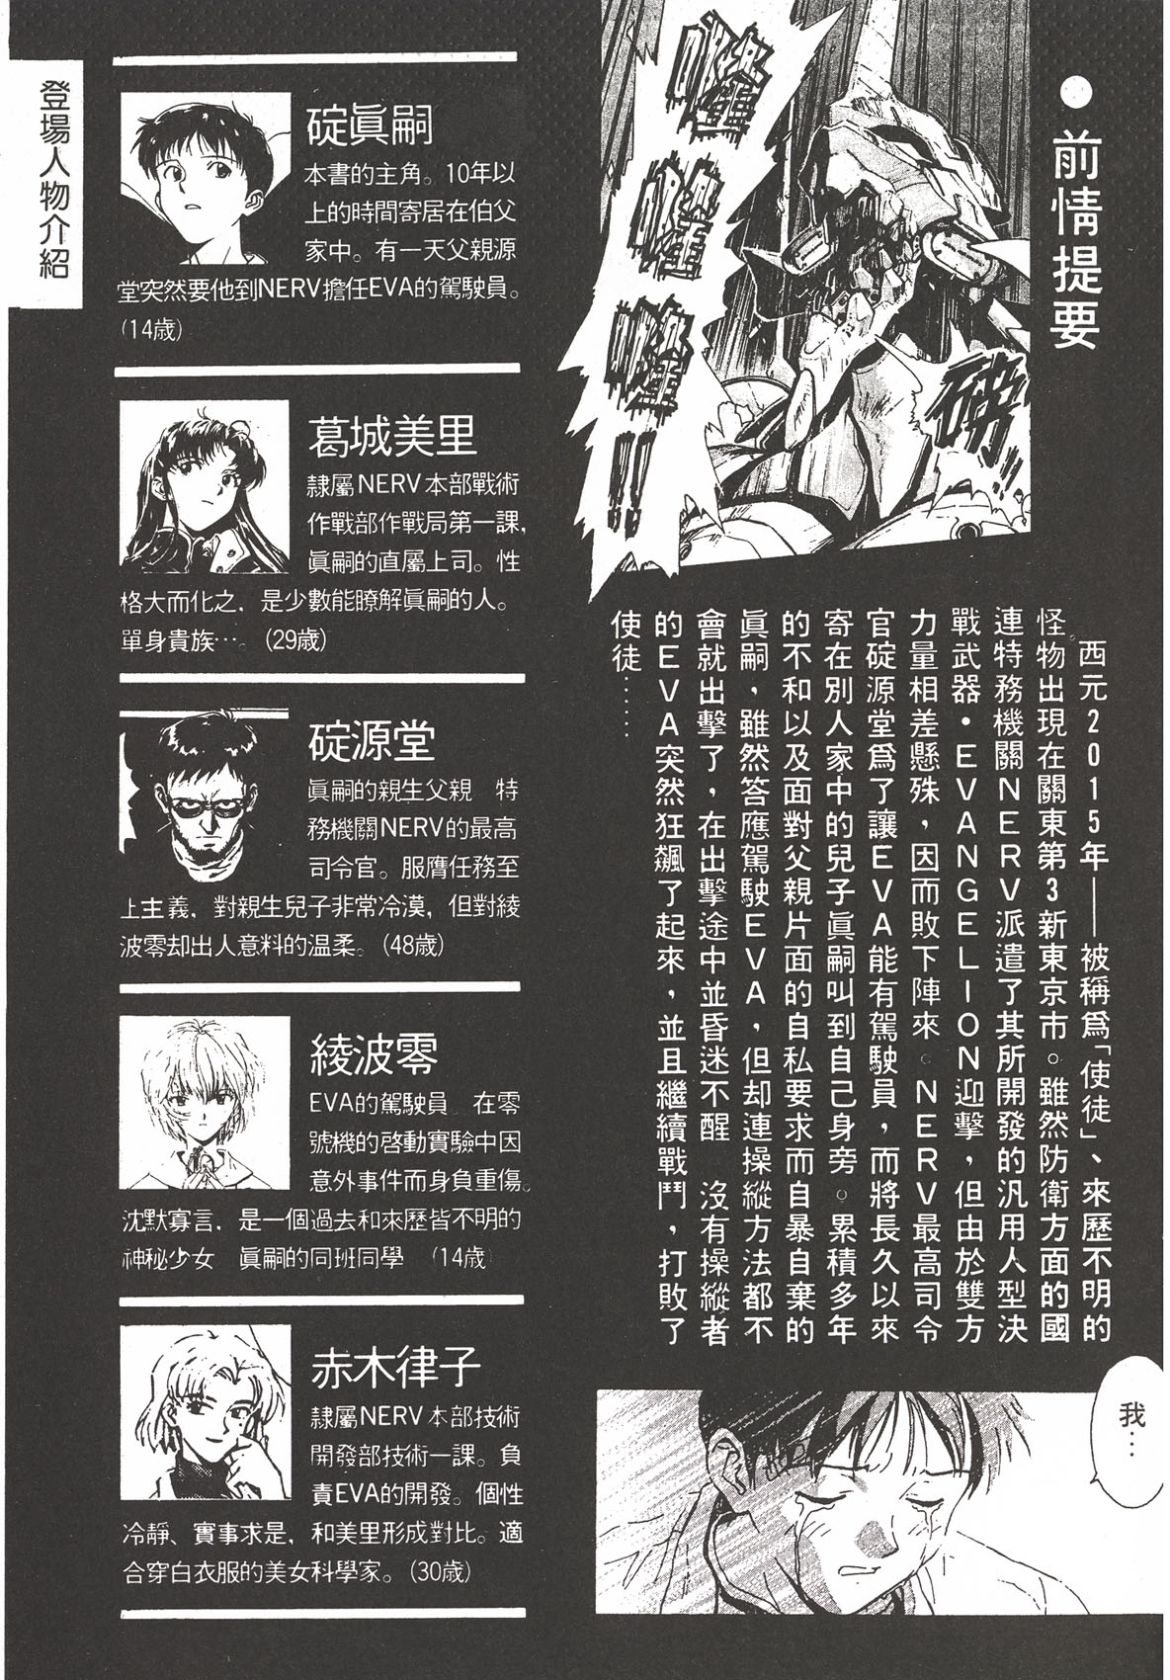 ●前情提要
西元2015年——被稱爲「使徒」、來歷不明的
怪物出現在關東第3新東京市。雖然防衛方面的國
連特務機關NERV派遣了其所開發的汎用人型決
戰武器•EVANGELION迎擊，但由於雙方
力量相差懸殊，因而敗下陣來。NERV最高司令
官碇源堂爲了讓EVA能有駕駛員，而將長久以來
寄在別人家中的兒子眞嗣叫到自己身旁。累積多年
的不和以及面對父親片面的自私要求而自暴自棄的
眞嗣，雖然答應駕駛EVA，但却連操縱方法都不
會就出擊了，在出擊途中並昏迷不醒 沒有操縱者
的EVA突然狂飆了起來，並且繼續戰鬥，打敗了
使徒……
我…
登場人物介紹
碇眞嗣
本書的主角。10年以
上的時間寄居在伯父
家中。有一天父親源
堂突然要他到NERV擔任EVA的駕駛員。
(14歳)
葛城美里
隸屬NERV本部戰術
作戰部作戰局第一課,
眞嗣的直屬上司。性
格大而化之，是少數能瞭解眞嗣的人。
單身貴族…。(29歳)
碇源堂
眞嗣的親生父親 特
務機關NERV的最高
司令官。服膺任務至
上主義，對親生兒子非常冷漠，但對綾
波零却出人意料的温柔。(48歳)
綾波零
EVA的駕駛員 在零
號機的啓動實驗中因
意外事件而身負重傷。
沈默寡言，是一個過去和來歷皆不明的
神秘少女 眞嗣的同班同學 (14歳
赤木律子
隸屬NERV本部技術
開發部技術一課。負
責EVA的開發。個性
冷靜、實事求是，和美里形成對比。適
合穿白衣服的美女科學家。(30歳)